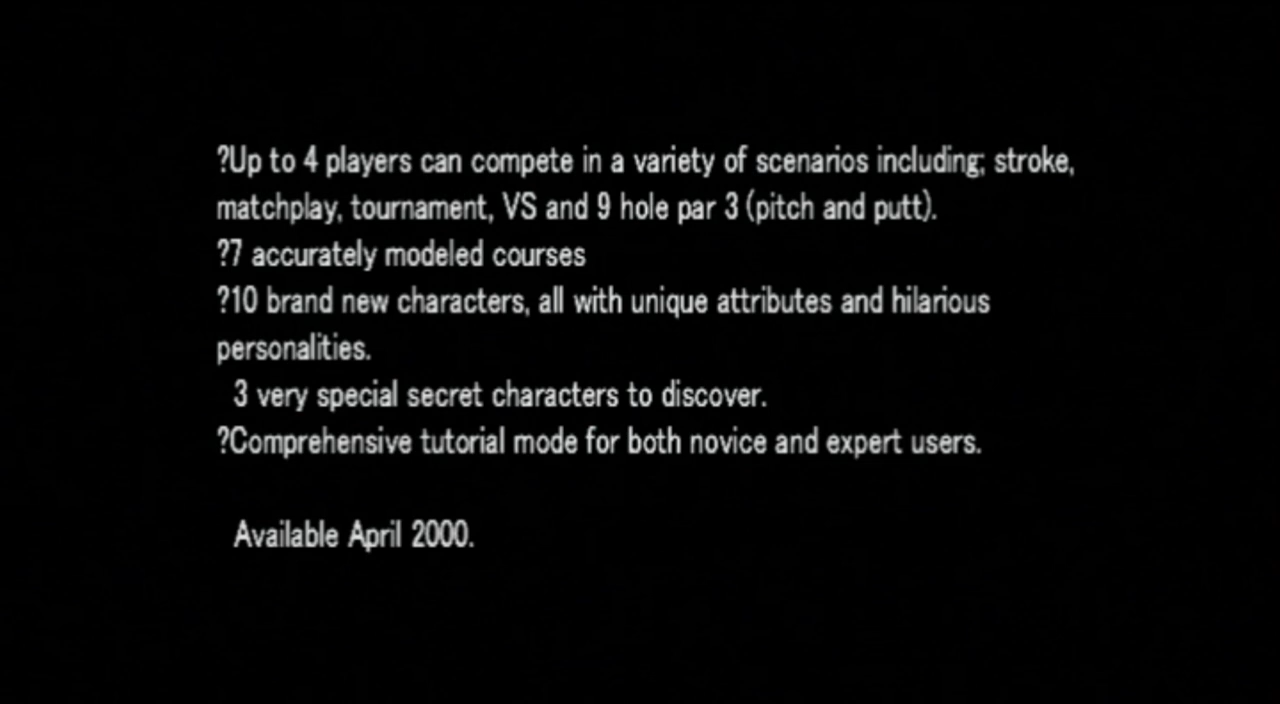 ?Up to 4 players can compete in a variety of scenarios including; stroke,
matchplay, tournament, VS and 9 hole par 3 (pitch and putt).
?7 accurately modeled courses
?10 brand new characters, all with unique attributes and hilarious
personalities.
3 very special secret characters to discover.
?Comprehensive tutorial mode for both novice and expert users.
Available April 2000.